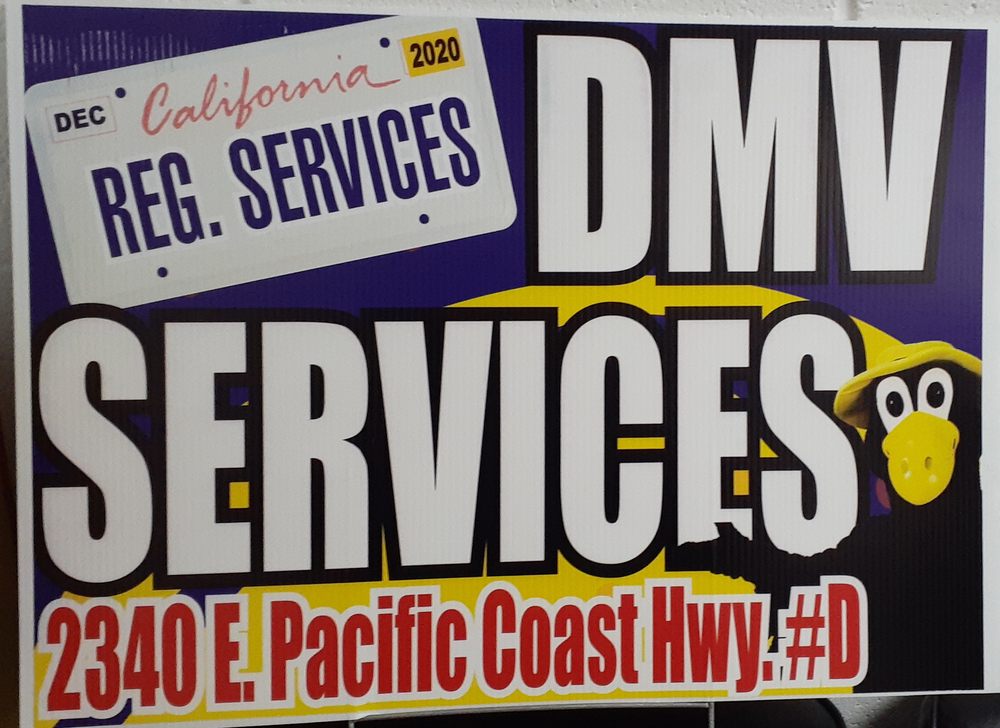 DEC California 2020
REG. SERVICES
DMV
SERVICES
2340 E. Pacific Coast Hwy. #D